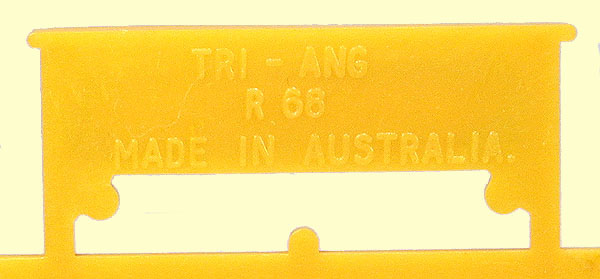 TRI - ANG
R 68
MADE IN AUSTRALIA.